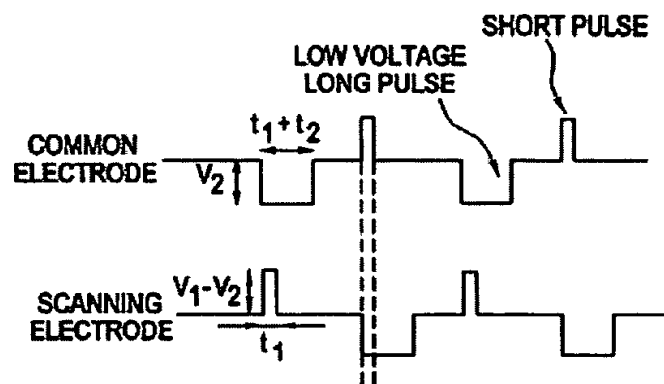 SHORT PULSE
LOW VOLTAGE
LONG PULSE
t₁+t₂
COMMON
ELECTRODE
V₂
V₁-V₂
SCANNING
ELECTRODE
t₁